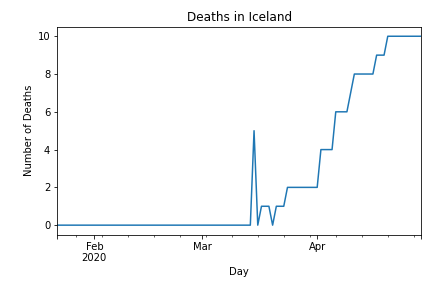 Deaths in Iceland
10
8
6
4
2
0
Number of Deaths
Feb
2020
Mar
Apr
Day